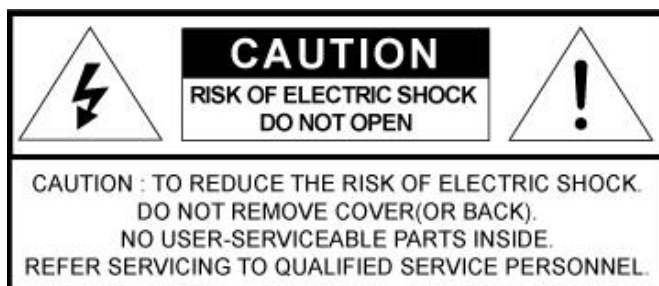 CAUTION
RISK OF ELECTRIC SHOCK
DO NOT OPEN
!
CAUTION : TO REDUCE THE RISK OF ELECTRIC SHOCK.
DO NOT REMOVE COVER(OR BACK).
NO USER-SERVICEABLE PARTS INSIDE.
REFER SERVICING TO QUALIFIED SERVICE PERSONNEL.